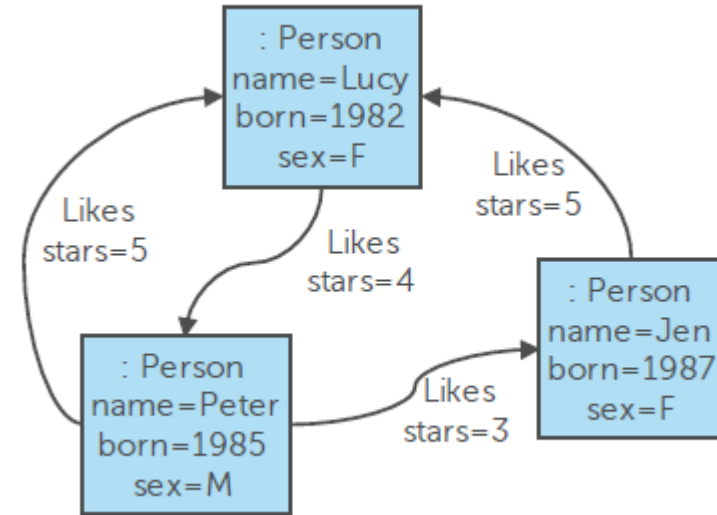 : Person
name=Lucy
born=1982
sex=F
Likes
stars=5
Likes
stars=4
Likes
stars=5
: Person
name=Jen
born=1987
sex=F
: Person
name=Peter
born=1985
sex=M
Likes
stars=3